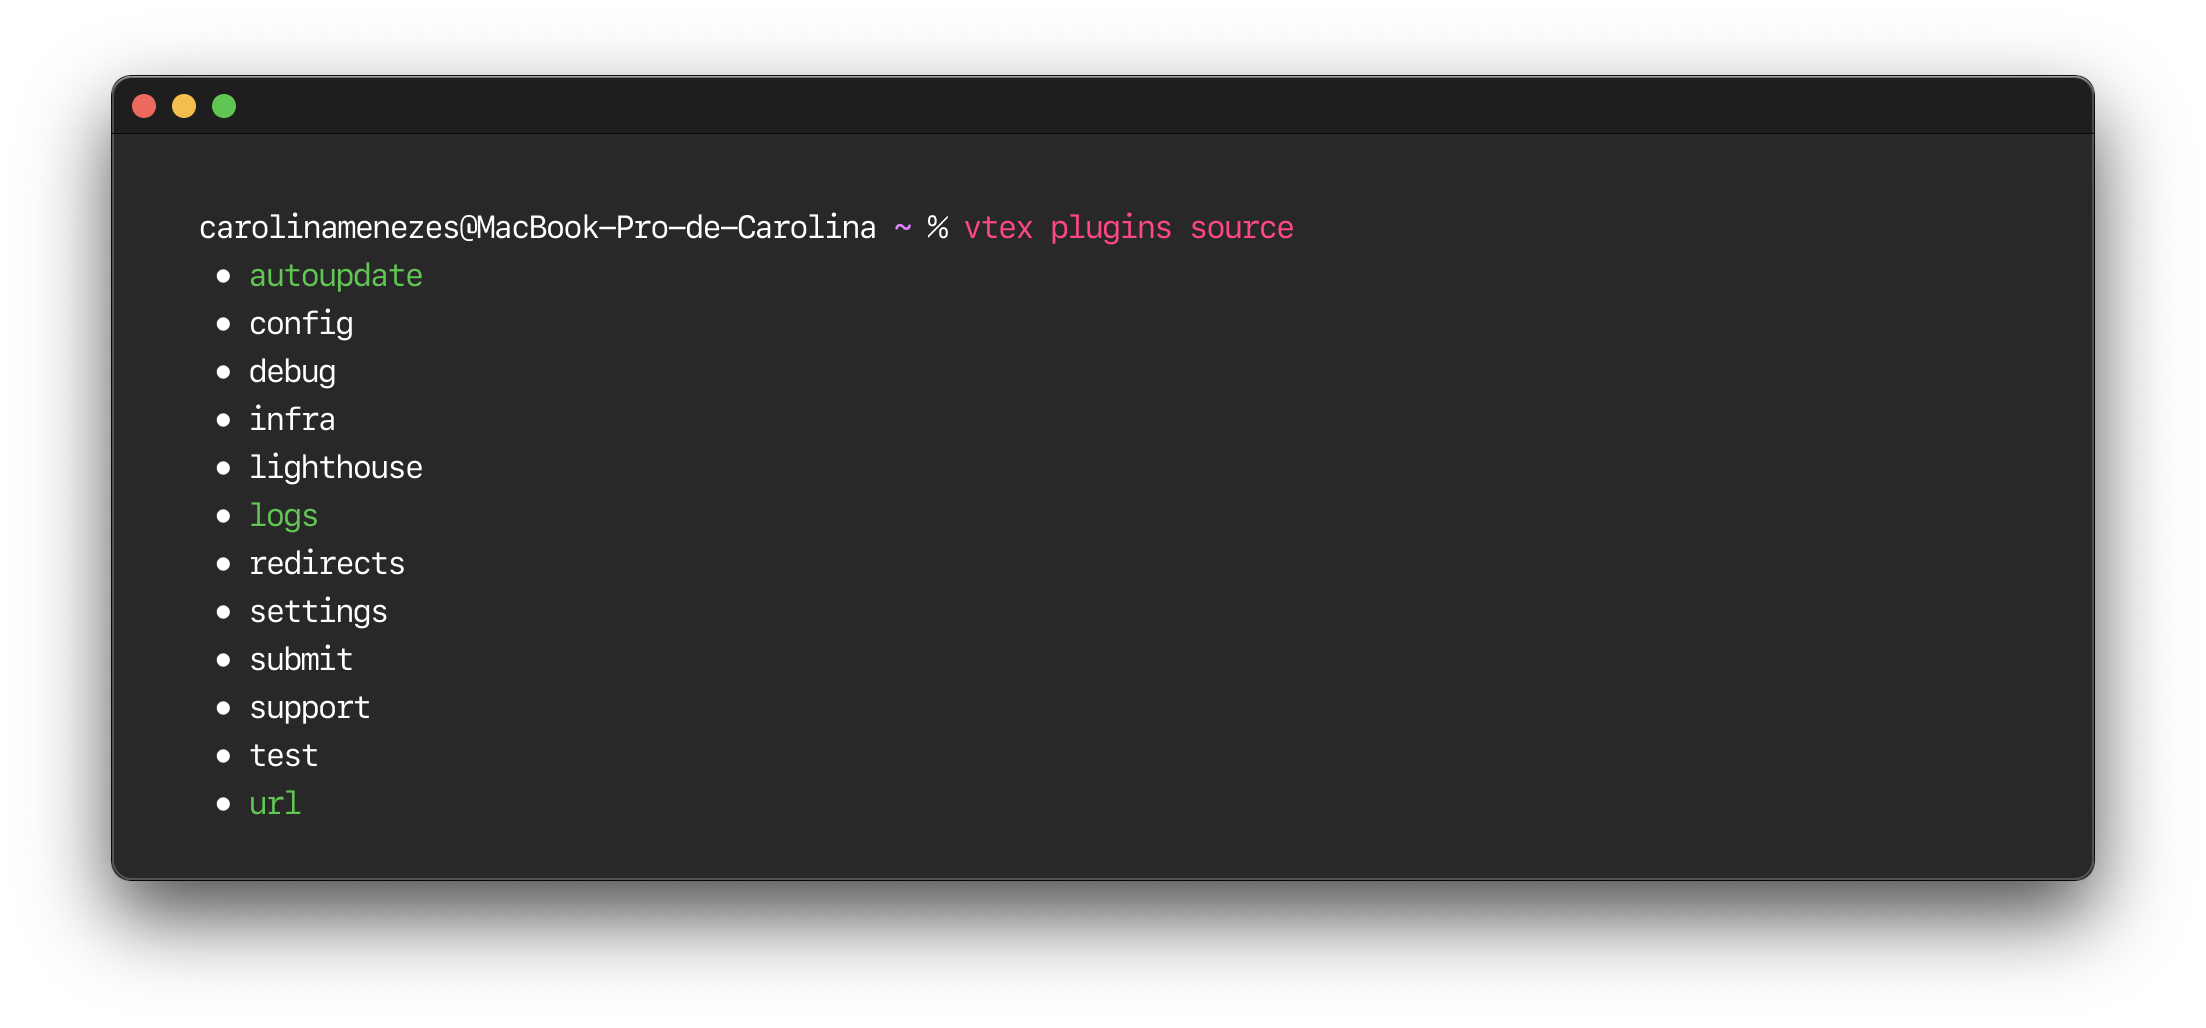 carolinamenezes@MacBook-Pro-de-Carolina ~ % vtex plugins source
• autoupdate
• config
• debug
• infra
• lighthouse
• logs
• redirects
• settings
• submit
• support
• test
• url